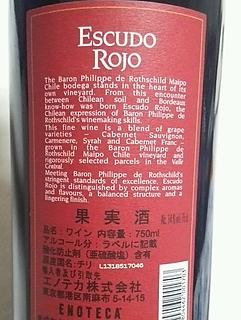 ESCUDO
ROJO
The Baron Philippe de Rothschild Maipo
Chile bodega stands in the heart of its
own vineyard. From this encounter
between Chilean soil and Bordeaux
know-how was born Escudo Rojo, the
Chilean expression of Baron Philippe de
Rothschild's winemaking skills.
This fine wine is a blend of grape
varieties – Cabernet Sauvignon,
Carmenere, Syrah and Cabernet Franc –
grown in the Baron Philippe de
Rothschild Maipo Chile vineyard and
rigorously selected parcels in the Valle
Central.
Meeting Baron Philippe de Rothschild's
stringent standards of excellence, Escudo
Rojo is distinguished by complex aromas
and flavours, a balanced structure and a
lingering finish.
果実酒
品名：ワイン 内容量：750ml
アルコール分：ラベルに記載
酸化防止剤（亜硫酸塩）含有
原産国名：チリ L1318517046
輸入者及び引取先
エノテカ株式会社
東京都港区南麻布 5-14-15
ENOTECA